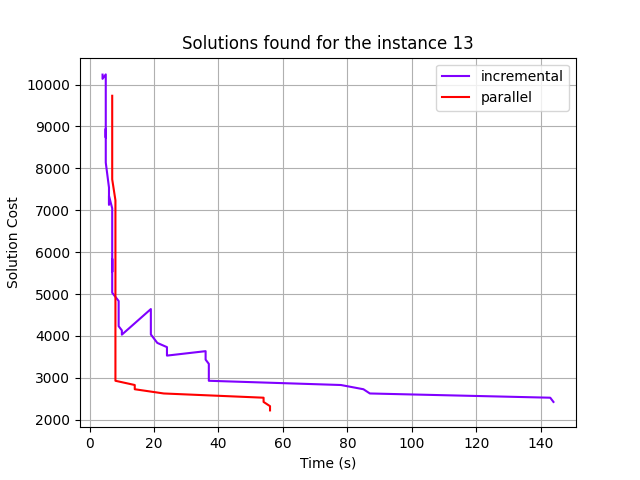 Solutions found for the instance 13
incremental
parallel
10000
9000
8000
7000
6000
5000
4000
3000
2000
Solution Cost
0 20 40 60 80 100 120 140
Time (s)